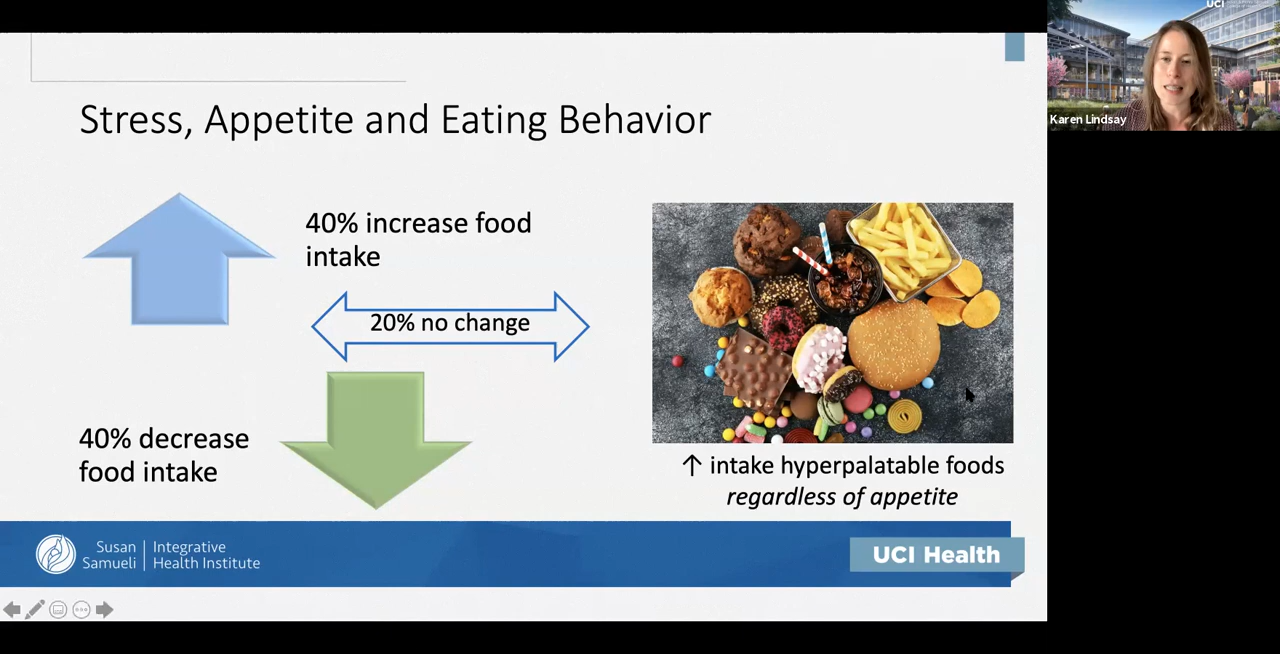 UCI
Karen Lindsay
Stress, Appetite and Eating Behavior
40% increase food
intake
20% no change
40% decrease
food intake
↑ intake hyperpalatable foods
regardless of appetite
Susan
Samueli
Integrative
Health Institute
UCI Health